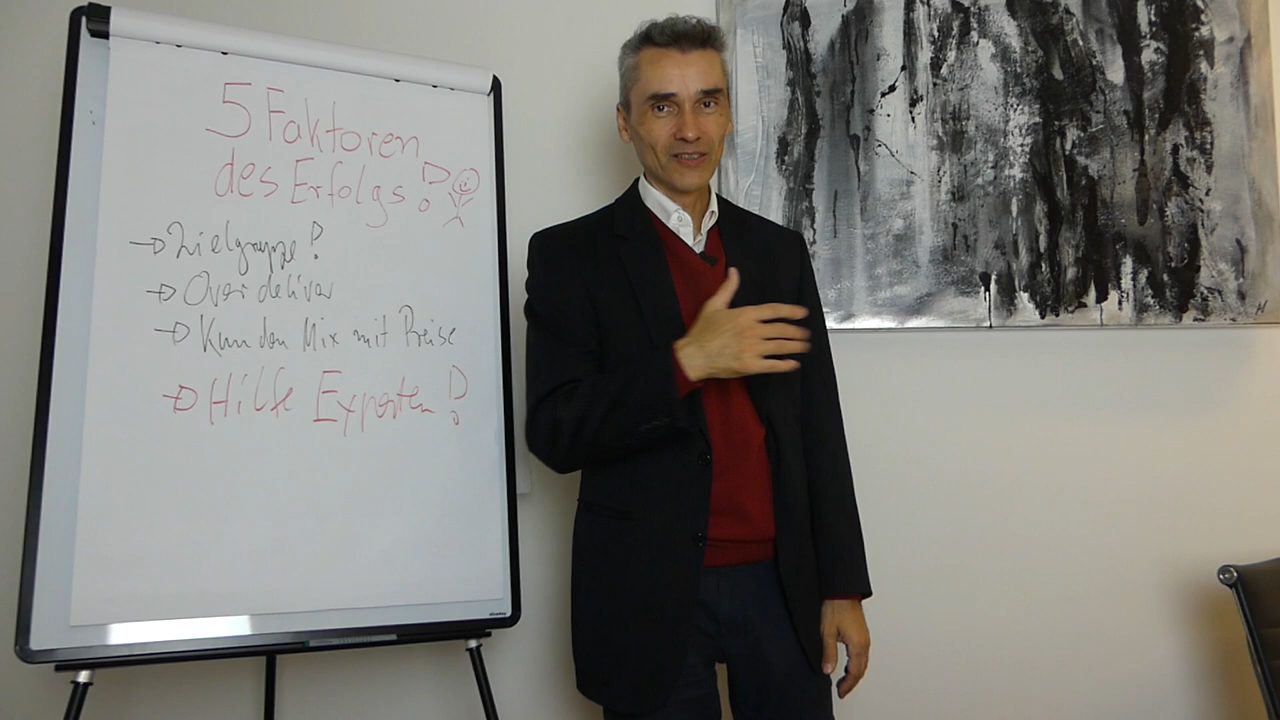 5 Faktoren
des Erfolgs!
→ Zielgruppe!
→ Over deliver
→ Kunden Mix mit Preise
→ Hilfe Experten!